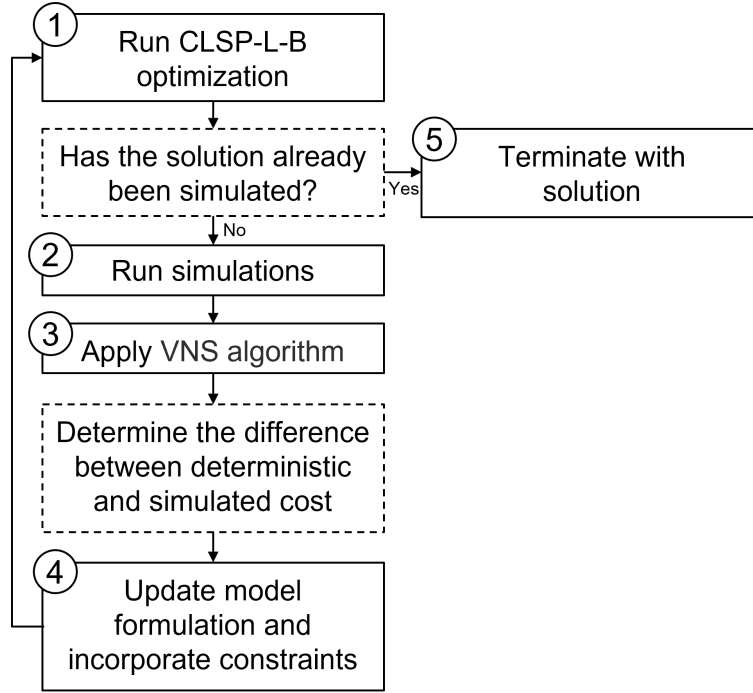 1
Run CLSP-L-B
optimization
Has the solution already
been simulated?
Yes
5
Terminate with
solution
No
2
Run simulations
3
Apply VNS algorithm
Determine the difference
between deterministic
and simulated cost
4
Update model
formulation and
incorporate constraints